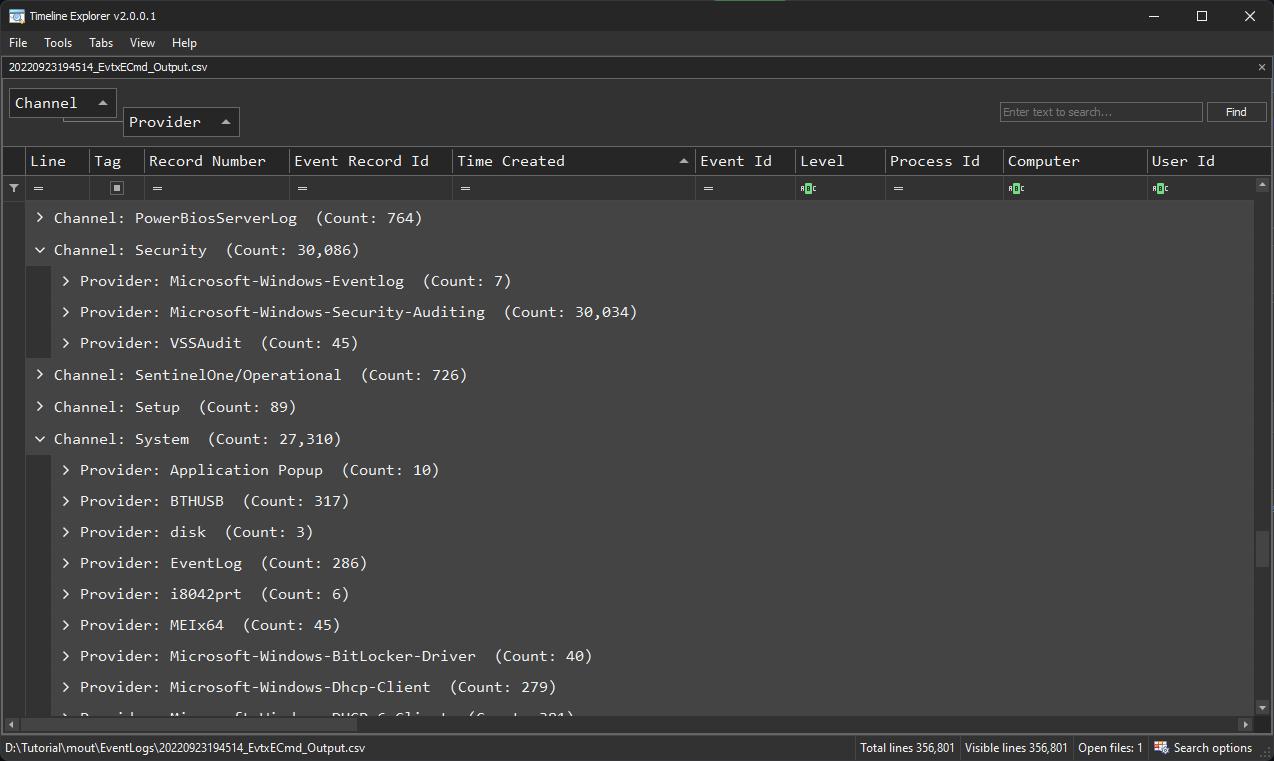 Timeline Explorer v2.0.0.1
File Tools Tabs View Help
20220923194514_EvtxECmd_Output.csv
Channel
Provider
Enter text to search... Find
Line Tag Record Number Event Record Id Time Created Event Id Level Process Id Computer User Id
= = = = = =
Channel: PowerBiosServerLog (Count: 764)
Channel: Security (Count: 30,086)
Provider: Microsoft-Windows-Eventlog (Count: 7)
Provider: Microsoft-Windows-Security-Auditing (Count: 30,034)
Provider: VSSAudit (Count: 45)
Channel: SentinelOne/Operational (Count: 726)
Channel: Setup (Count: 89)
Channel: System (Count: 27,310)
Provider: Application Popup (Count: 10)
Provider: BTHUSB (Count: 317)
Provider: disk (Count: 3)
Provider: EventLog (Count: 286)
Provider: i8042prt (Count: 6)
Provider: MEIx64 (Count: 45)
Provider: Microsoft-Windows-BitLocker-Driver (Count: 40)
Provider: Microsoft-Windows-Dhcp-Client (Count: 279)
D:\Tutorial\mout\EventLogs\20220923194514_EvtxECmd_Output.csv Total lines 356,801 Visible lines 356,801 Open files: 1 Search options